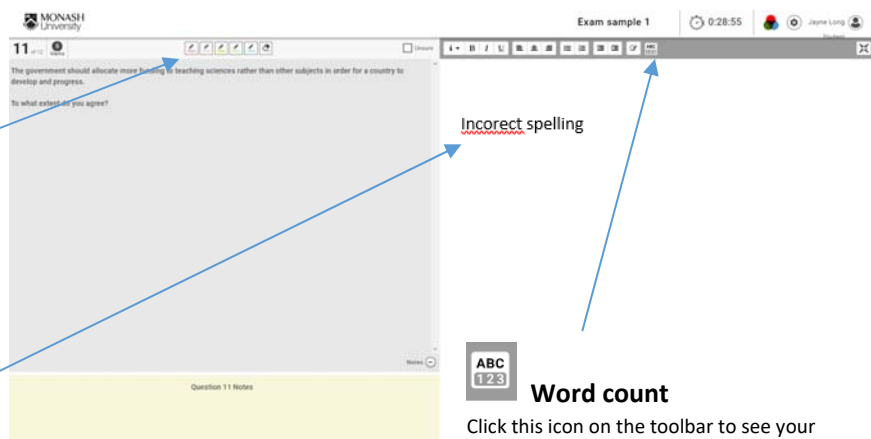 MONASH
University
Exam sample 1
0:28:55
Jayne Long
11 of 12
Unsure
i B I U
ABC
The government should allocate more funding to teaching sciences rather than other subjects in order for a country to
develop and progress.
To what extent do you agree?
Incorect spelling
Notes
Question 11 Notes
ABC
123
Word count
Click this icon on the toolbar to see your